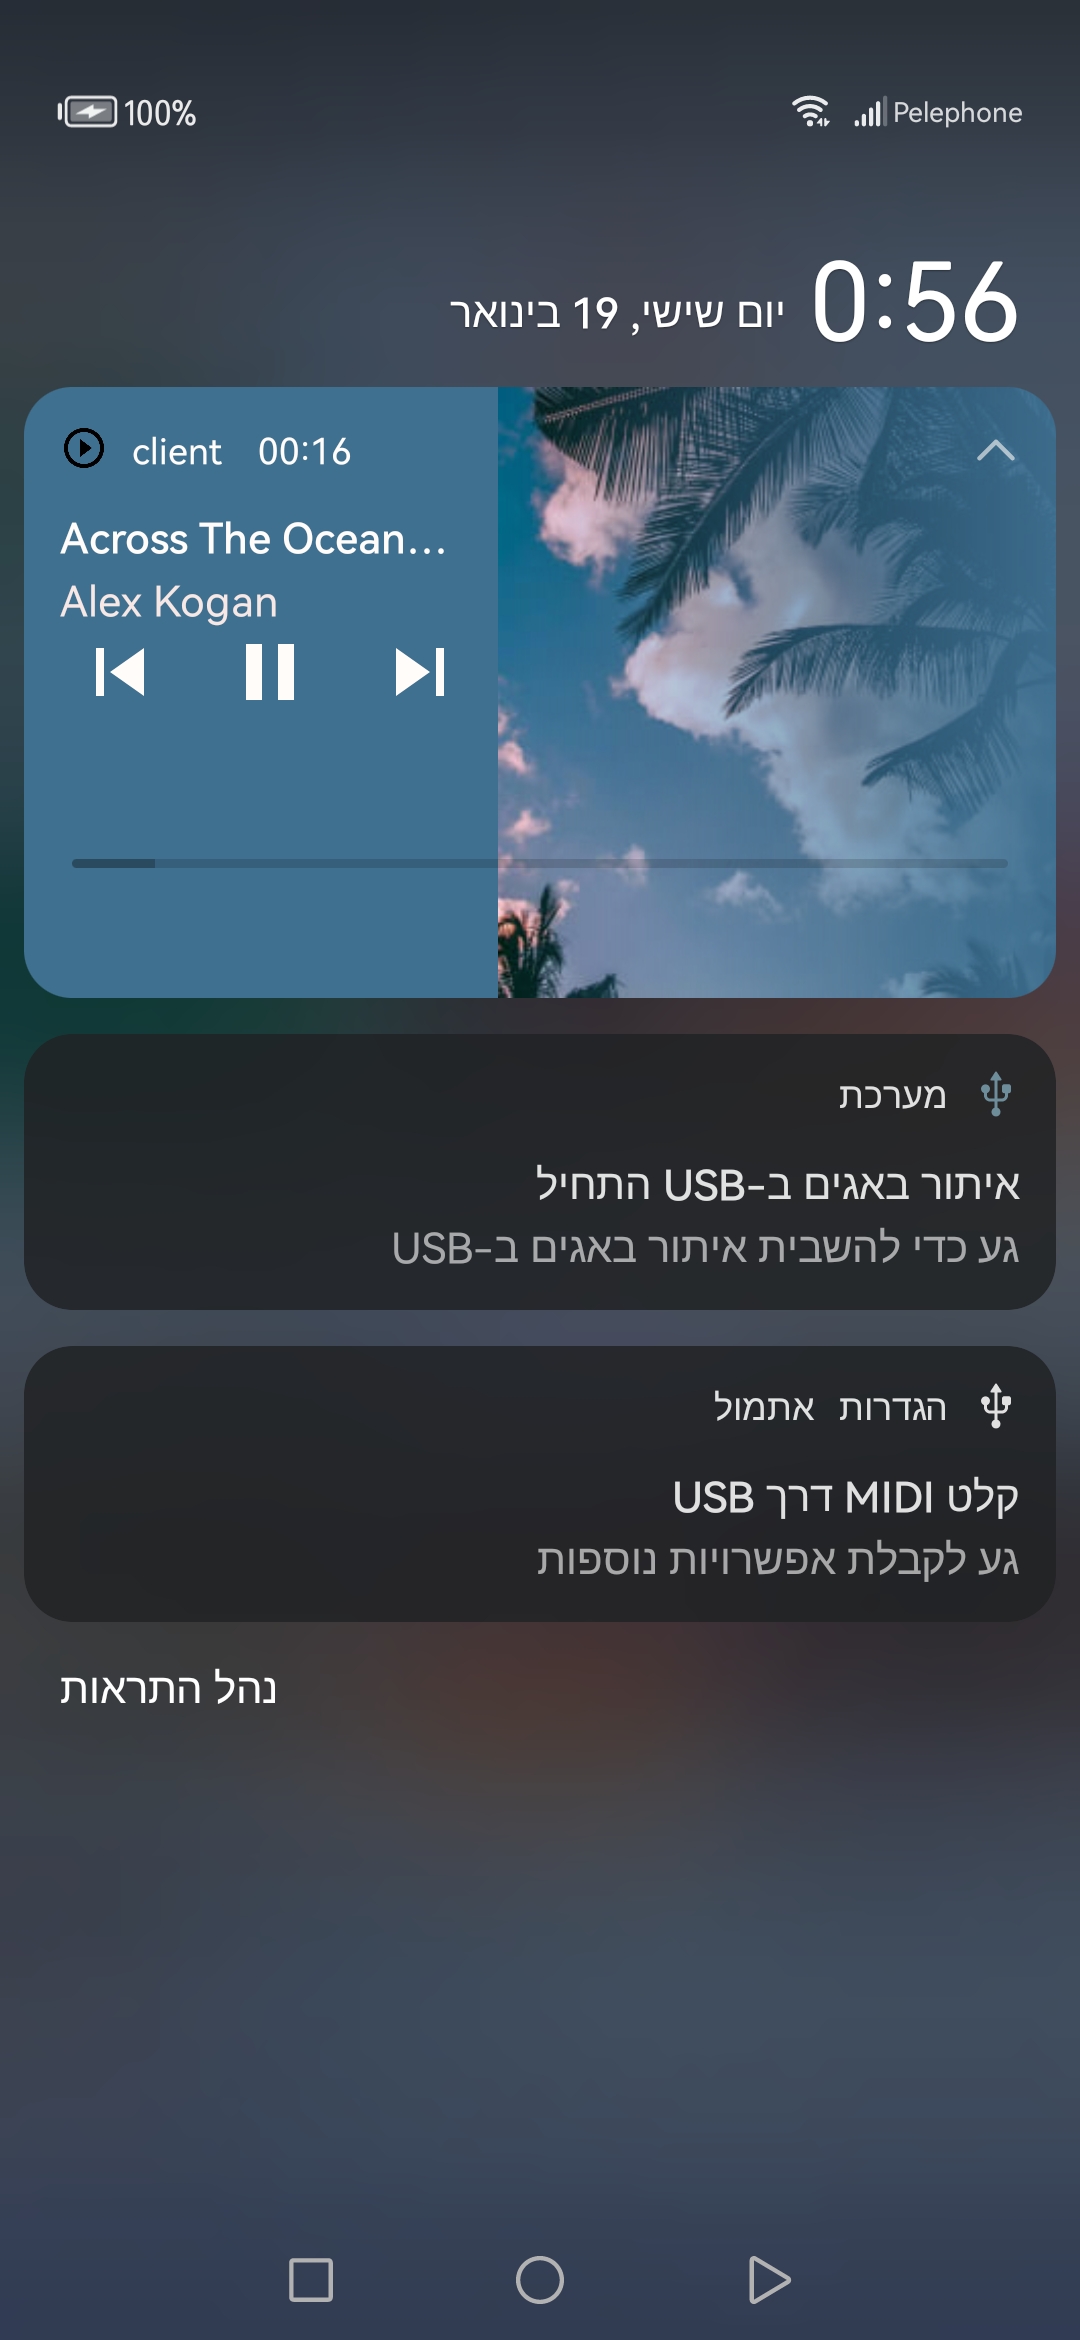 100%
Pelephone
0:56 יום שישי, 19 בינואר
client 00:16
Across The Ocean...
Alex Kogan
מערכת
איתור באגים ב-USB התחיל
גע כדי להשבית איתור באגים ב-USB
הגדרות אתמול
קלט MIDI דרך USB
גע לקבלת אפשרויות נוספות
נהל התראות